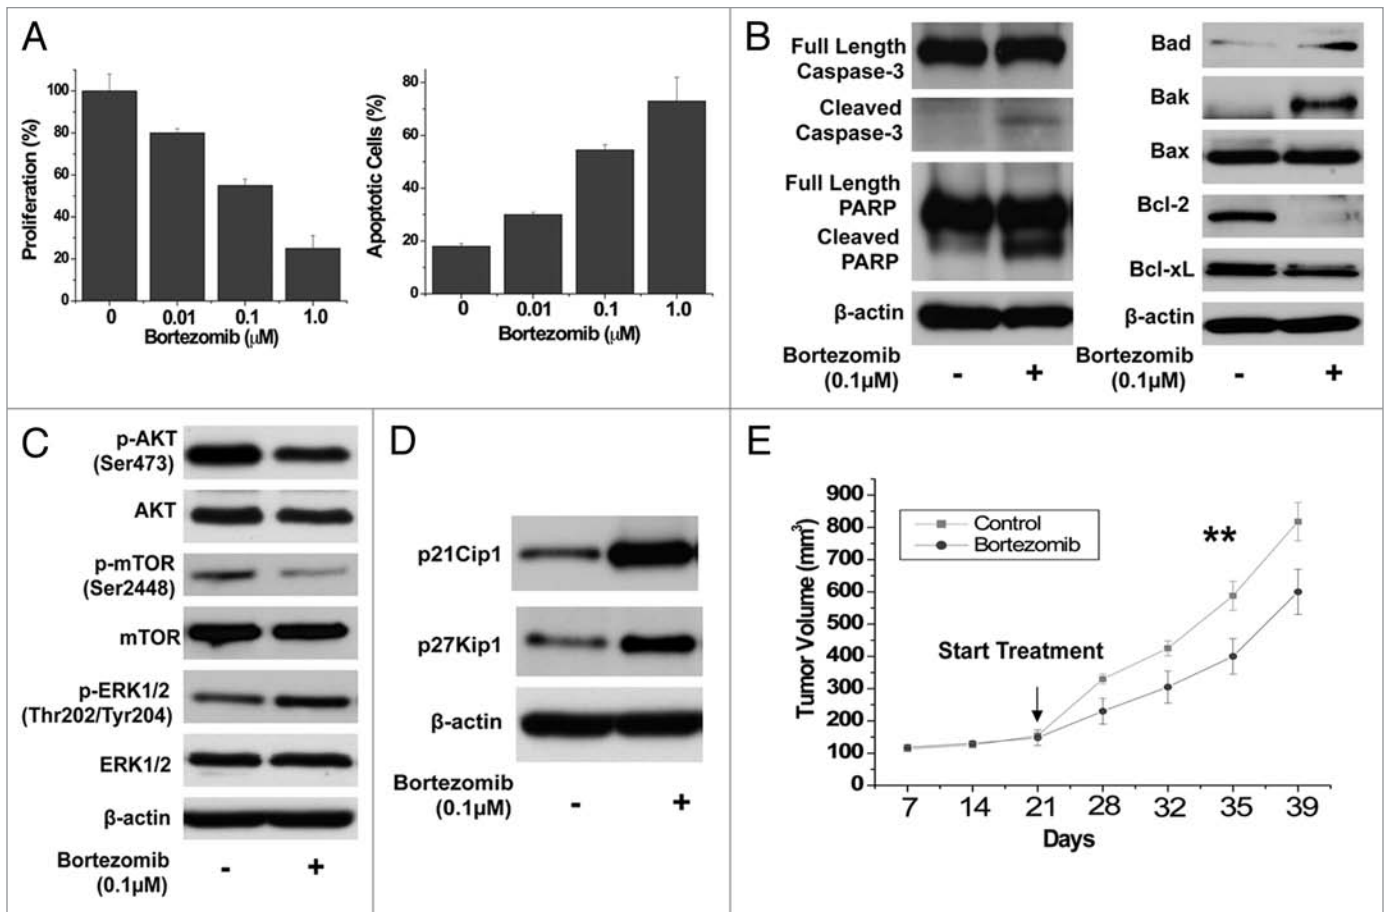 A
Proliferation (%)
100
80
60
40
20
0
0 0.01 0.1 1.0
Bortezomib (μM)
Apoptotic Cells (%)
80
60
40
20
0
0 0.01 0.1 1.0
Bortezomib (μM)
B
Full Length
Caspase-3
Cleaved
Caspase-3
Full Length
PARP
Cleaved
PARP
β-actin
Bortezomib
(0.1μM)
- +
Bad
Bak
Bax
Bcl-2
Bcl-xL
β-actin
Bortezomib
(0.1μM)
- +
C
p-AKT
(Ser473)
AKT
p-mTOR
(Ser2448)
mTOR
p-ERK1/2
(Thr202/Tyr204)
ERK1/2
β-actin
Bortezomib
(0.1μM)
- +
D
p21Cip1
p27Kip1
β-actin
Bortezomib
(0.1μM)
- +
E
Tumor Volume (mm³)
900
800
700
600
500
400
300
200
100
0
Control
Bortezomib
**
Start Treatment
7 14 21 28 32 35 39
Days